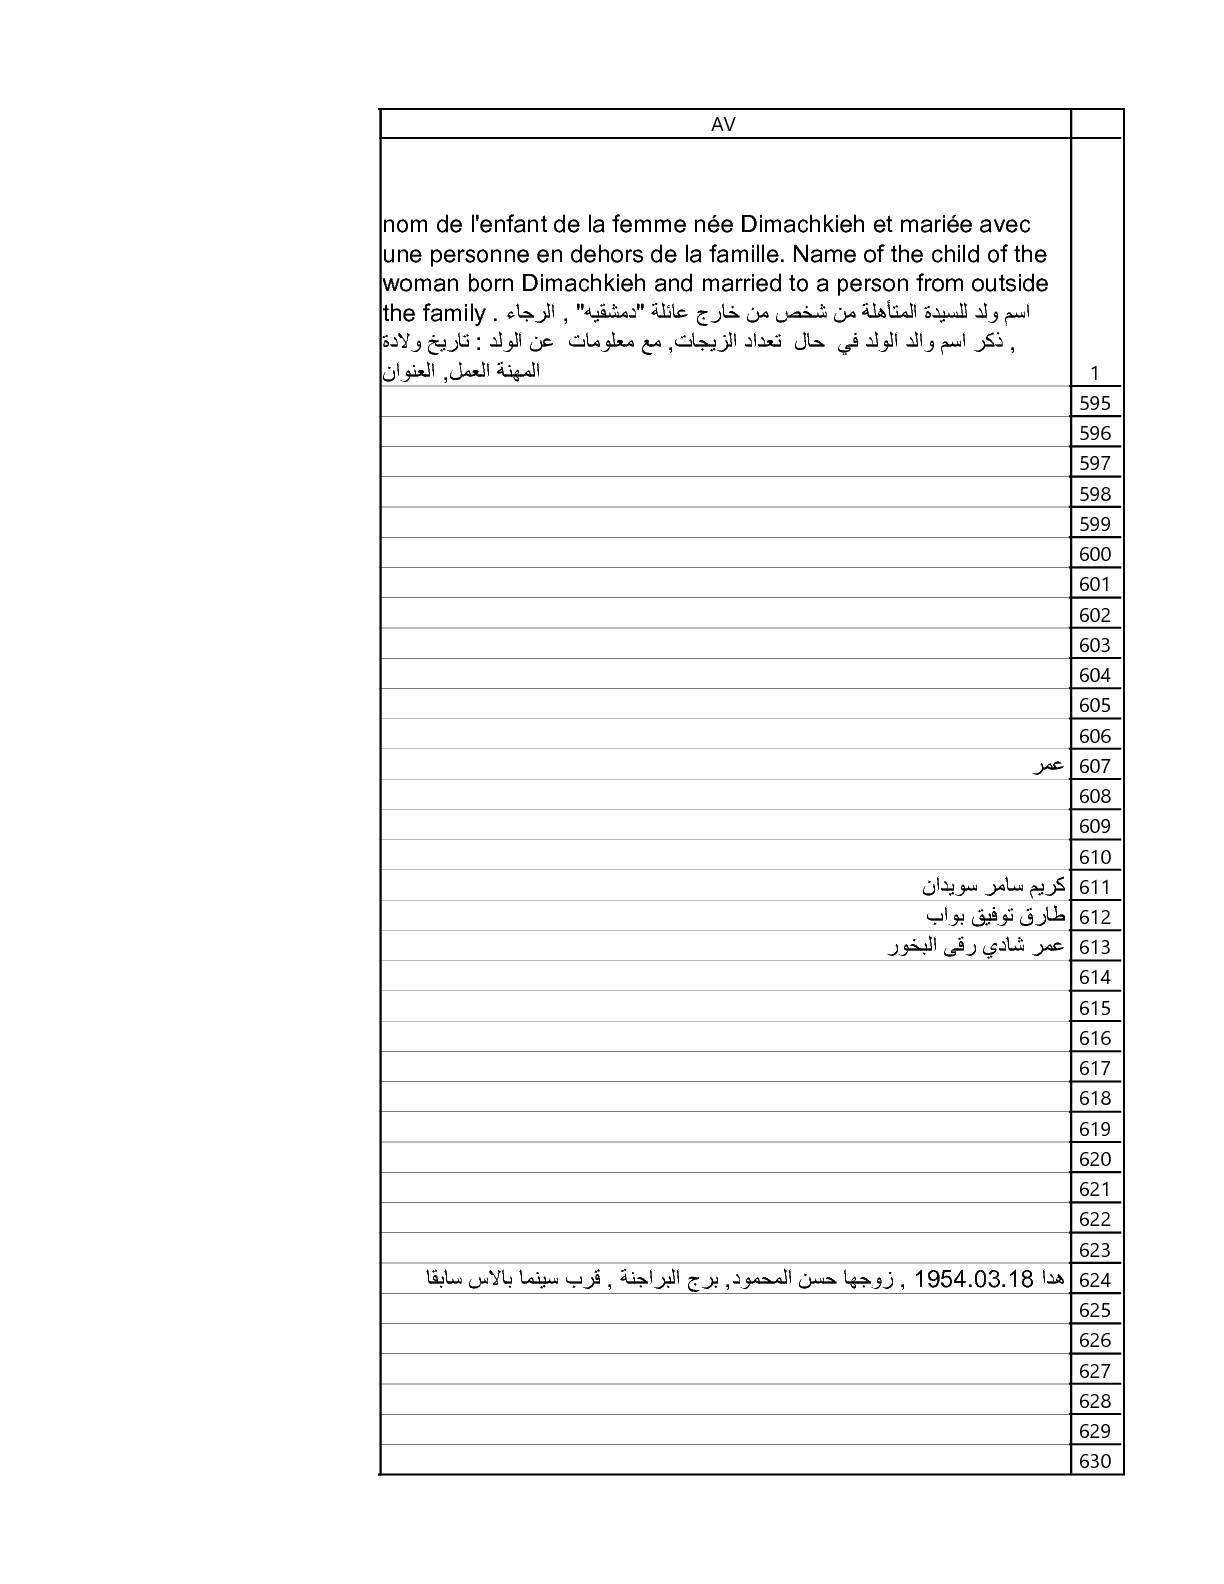 AV
nom de l'enfant de la femme née Dimachkieh et mariée avec
une personne en dehors de la famille. Name of the child of the
woman born Dimachkieh and married to a person from outside
the family . اسم ولد للسيدة المتأهلة من شخص من خارج عائلة "دمشقيه" , الرجاء
, ذكر اسم والد الولد في حال تعداد الزيجات, مع معلومات عن الولد : تاريخ ولادة
المهنة العمل, العنوان
1
595
596
597
598
599
600
601
602
603
604
605
606
عمر 607
608
609
610
كريم سامر سويدان 611
طارق توفيق بواب 612
عمر شادي رقى البخور 613
614
615
616
617
618
619
620
621
622
623
هدا 1954.03.18 , زوجها حسن المحمود, برج البراجنة , قرب سينما بالاس سابقا 624
625
626
627
628
629
630